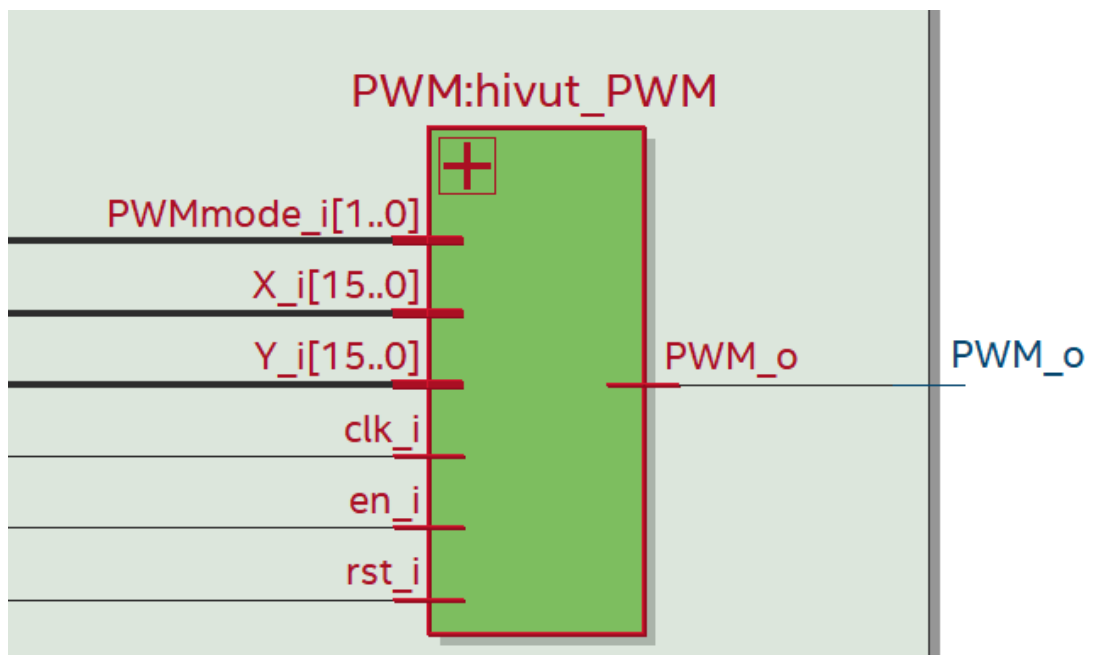 PWM:hivut_PWM
PWMmode_i[1..0]
X_i[15..0]
Y_i[15..0]
PWM_o
PWM_o
clk_i
en_i
rst_i